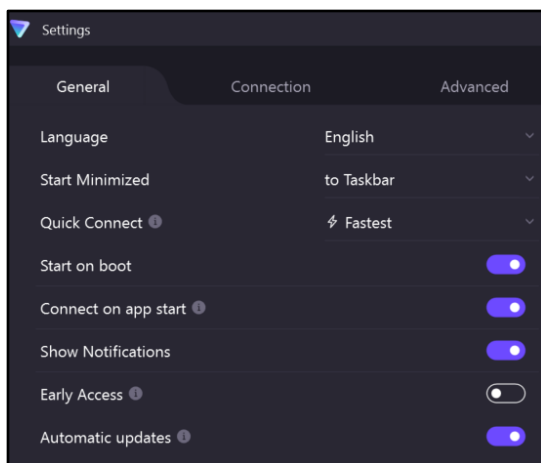 Settings
General Connection Advanced
Language English
Start Minimized to Taskbar
Quick Connect Fastest
Start on boot
Connect on app start
Show Notifications
Early Access
Automatic updates